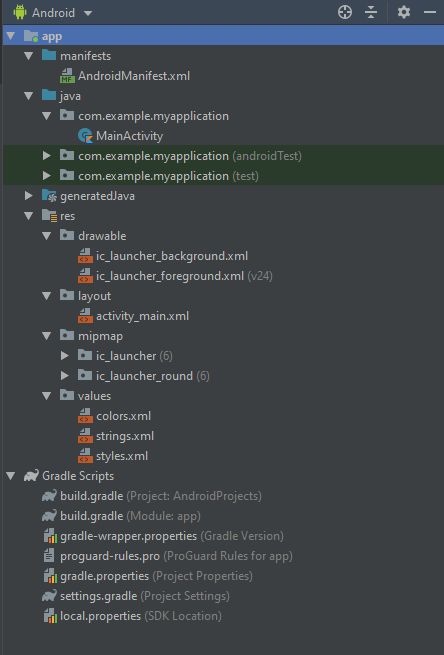 Android
app
manifests
AndroidManifest.xml
java
com.example.myapplication
MainActivity
com.example.myapplication (androidTest)
com.example.myapplication (test)
generatedJava
res
drawable
ic_launcher_background.xml
ic_launcher_foreground.xml (v24)
layout
activity_main.xml
mipmap
ic_launcher (6)
ic_launcher_round (6)
values
colors.xml
strings.xml
styles.xml
Gradle Scripts
build.gradle (Project: AndroidProjects)
build.gradle (Module: app)
gradle-wrapper.properties (Gradle Version)
proguard-rules.pro (ProGuard Rules for app)
gradle.properties (Project Properties)
settings.gradle (Project Settings)
local.properties (SDK Location)